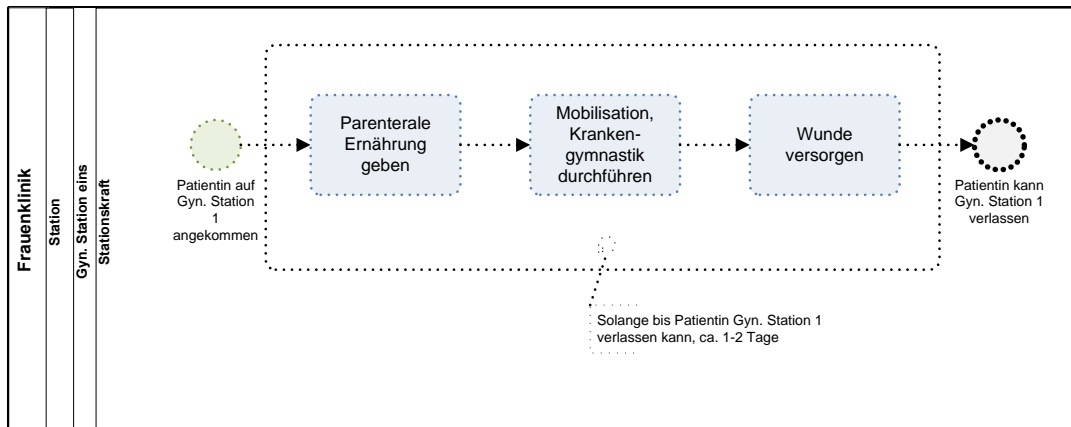 Frauenklinik
Station
Gyn. Station eins
Stationskraft
Patientin auf
Gyn. Station
1
angekommen
Parenterale
Ernährung
geben
Mobilisation,
Kranken-
gymnastik
durchführen
Wunde
versorgen
Patientin kann
Gyn. Station 1
verlassen
Solange bis Patientin Gyn. Station 1
verlassen kann, ca. 1-2 Tage